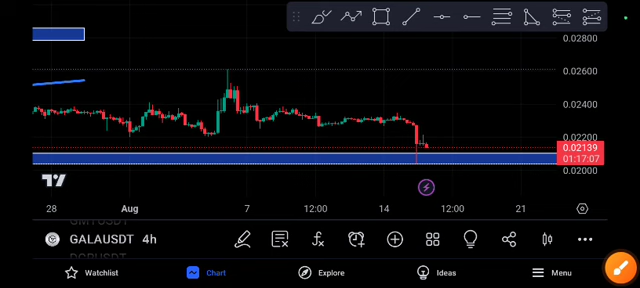 0.02800
0.02600
0.02400
0.02200
0.02139
01:17:07
0.02000
28
Aug
7
12:00
14
12:00
21
GMTUSDT
GALAUSDT 4h
Watchlist
Chart
Explore
Ideas
Menu